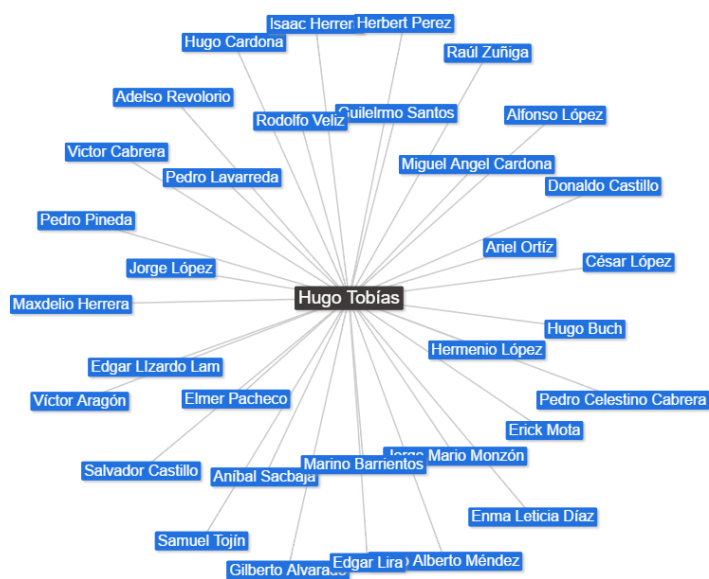 Isaac Herrera
Herbert Perez
Hugo Cardona
Raúl Zuñiga
Adelso Revolorio
Rodolfo Veliz
Guilelrmo Santos
Alfonso López
Victor Cabrera
Pedro Lavarreda
Miguel Angel Cardona
Donaldo Castillo
Pedro Pineda
Ariel Ortíz
Jorge López
César López
Hugo Tobías
Maxdelio Herrera
Hugo Buch
Hermenio López
Edgar LIzardo Lam
Víctor Aragón
Elmer Pacheco
Pedro Celestino Cabrera
Erick Mota
Salvador Castillo
Aníbal Sacbaja
Marino Barrientos
Mario Monzón
Enma Leticia Díaz
Samuel Tojín
Gilberto Alvarado
Edgar Lira
Alberto Méndez